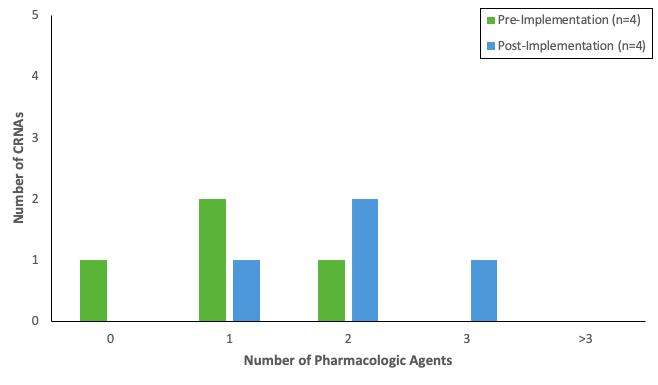 5
Pre-Implementation (n=4)
Post-Implementation (n=4)
4
3
2
1
0
Number of CRNAs
0 1 2 3 >3
Number of Pharmacologic Agents